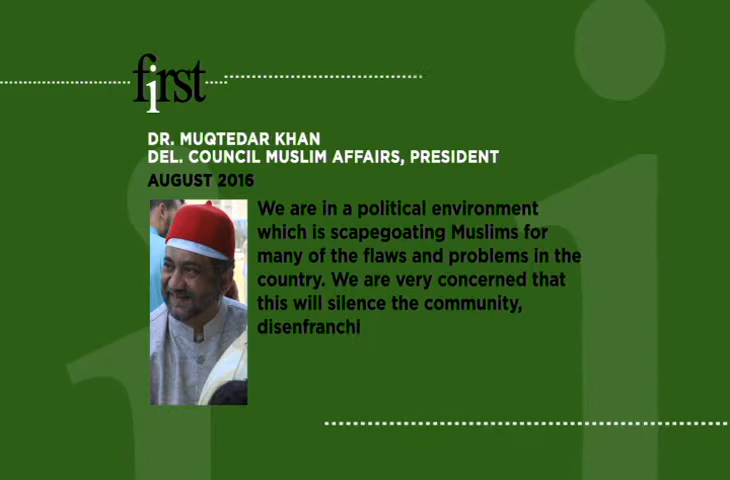 first
DR. MUQTEDAR KHAN
DEL. COUNCIL MUSLIM AFFAIRS, PRESIDENT
AUGUST 2016
We are in a political environment
which is scapegoating Muslims for
many of the flaws and problems in the
country. We are very concerned that
this will silence the community,
disenfranchI